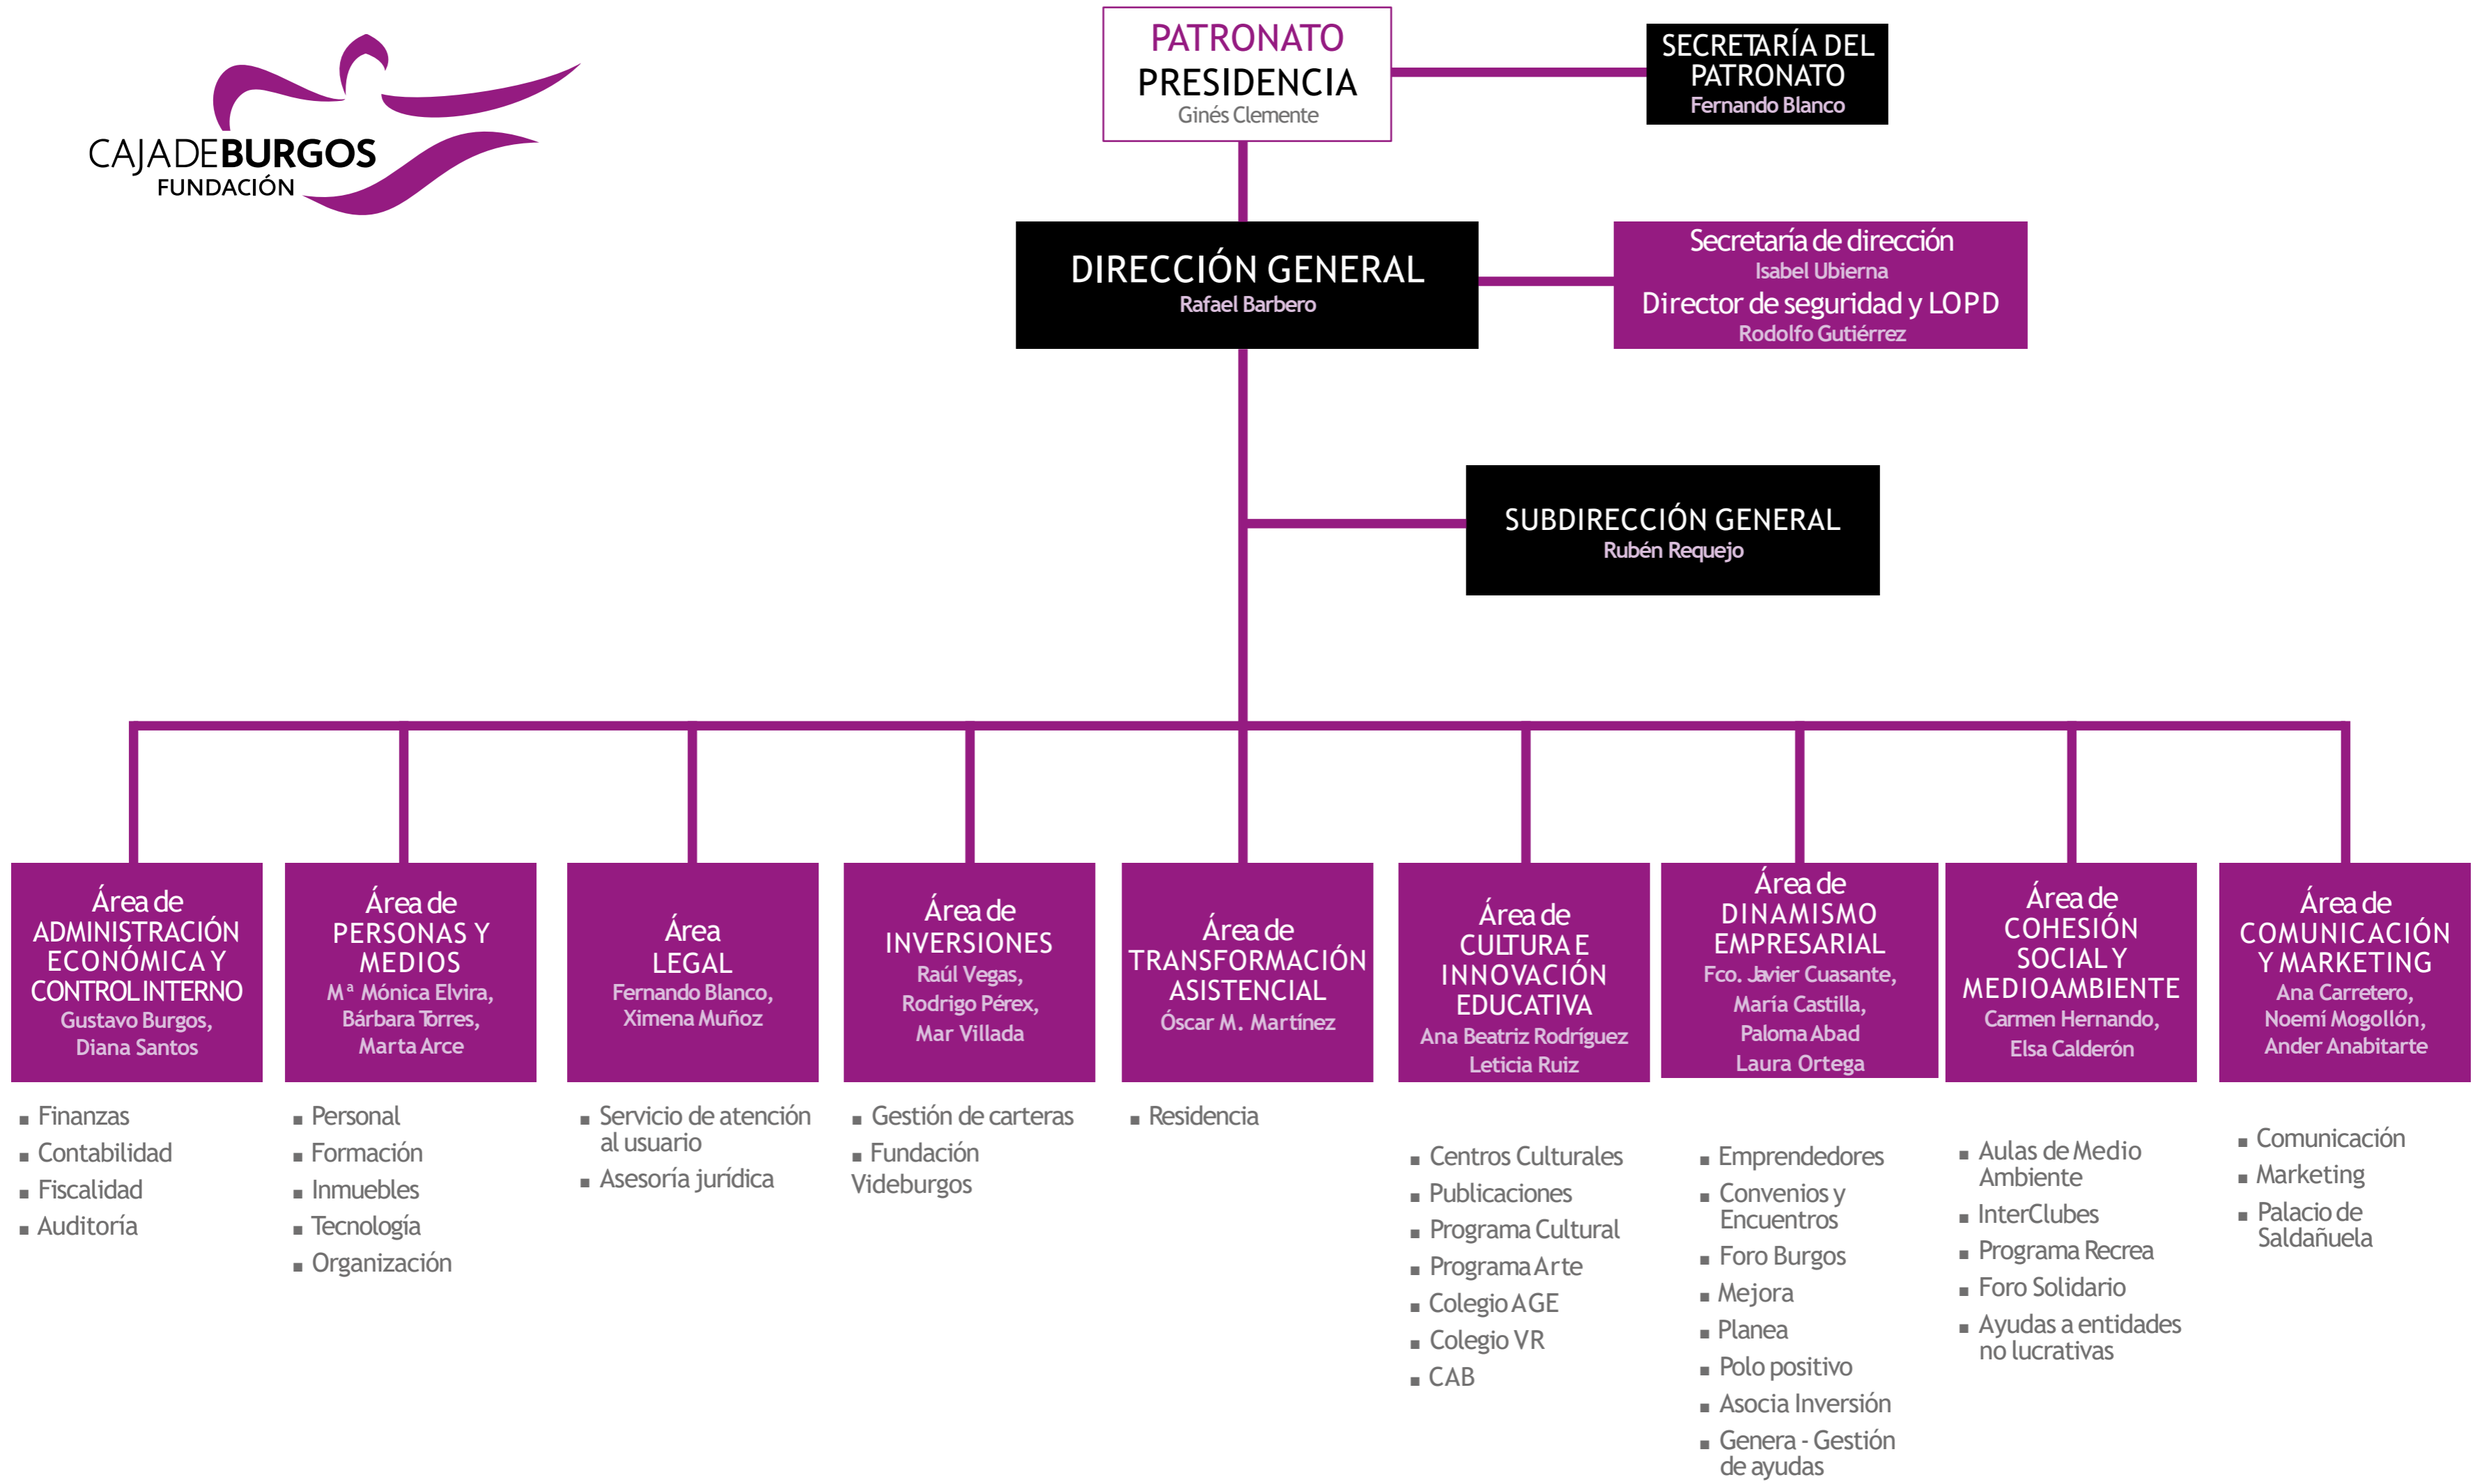 CAJADEBURGOS
FUNDACIÓN
PATRONATO
PRESIDENCIA
Ginés Clemente
SECRETARÍA DEL
PATRONATO
Fernando Blanco
DIRECCIÓN GENERAL
Rafael Barbero
Secretaría de dirección
Isabel Ubierna
Director de seguridad y LOPD
Rodolfo Gutiérrez
SUBDIRECCIÓN GENERAL
Rubén Requejo
Área de
ADMINISTRACIÓN
ECONÓMICA Y
CONTROL INTERNO
Gustavo Burgos,
Diana Santos
■ Finanzas
■ Contabilidad
■ Fiscalidad
■ Auditoría
Área de
PERSONAS Y
MEDIOS
Mª Mónica Elvira,
Bárbara Torres,
Marta Arce
■ Personal
■ Formación
■ Inmuebles
■ Tecnología
■ Organización
Área
LEGAL
Fernando Blanco,
Ximena Muñoz
■ Servicio de atención
al usuario
■ Asesoría jurídica
Área de
INVERSIONES
Raúl Vegas,
Rodrigo Pérex,
Mar Villada
■ Gestión de carteras
■ Fundación
Videburgos
Área de
TRANSFORMACIÓN
ASISTENCIAL
Óscar M. Martínez
■ Residencia
Área de
CULTURA E
INNOVACIÓN
EDUCATIVA
Ana Beatriz Rodríguez
Leticia Ruiz
■ Centros Culturales
■ Publicaciones
■ Programa Cultural
■ Programa Arte
■ Colegio AGE
■ Colegio VR
■ CAB
Área de
DINAMISMO
EMPRESARIAL
Fco. Javier Cuasante,
María Castilla,
Paloma Abad
Laura Ortega
■ Emprendedores
■ Convenios y
Encuentros
■ Foro Burgos
■ Mejora
■ Planea
■ Polo positivo
■ Asocia Inversión
■ Genera - Gestión
de ayudas
Área de
COHESIÓN
SOCIAL Y
MEDIOAMBIENTE
Carmen Hernando,
Elsa Calderón
■ Aulas de Medio
Ambiente
■ InterClubes
■ Programa Recrea
■ Foro Solidario
■ Ayudas a entidades
no lucrativas
Área de
COMUNICACIÓN
Y MARKETING
Ana Carretero,
Noemí Mogollón,
Ander Anabitarte
■ Comunicación
■ Marketing
■ Palacio de
Saldañuela